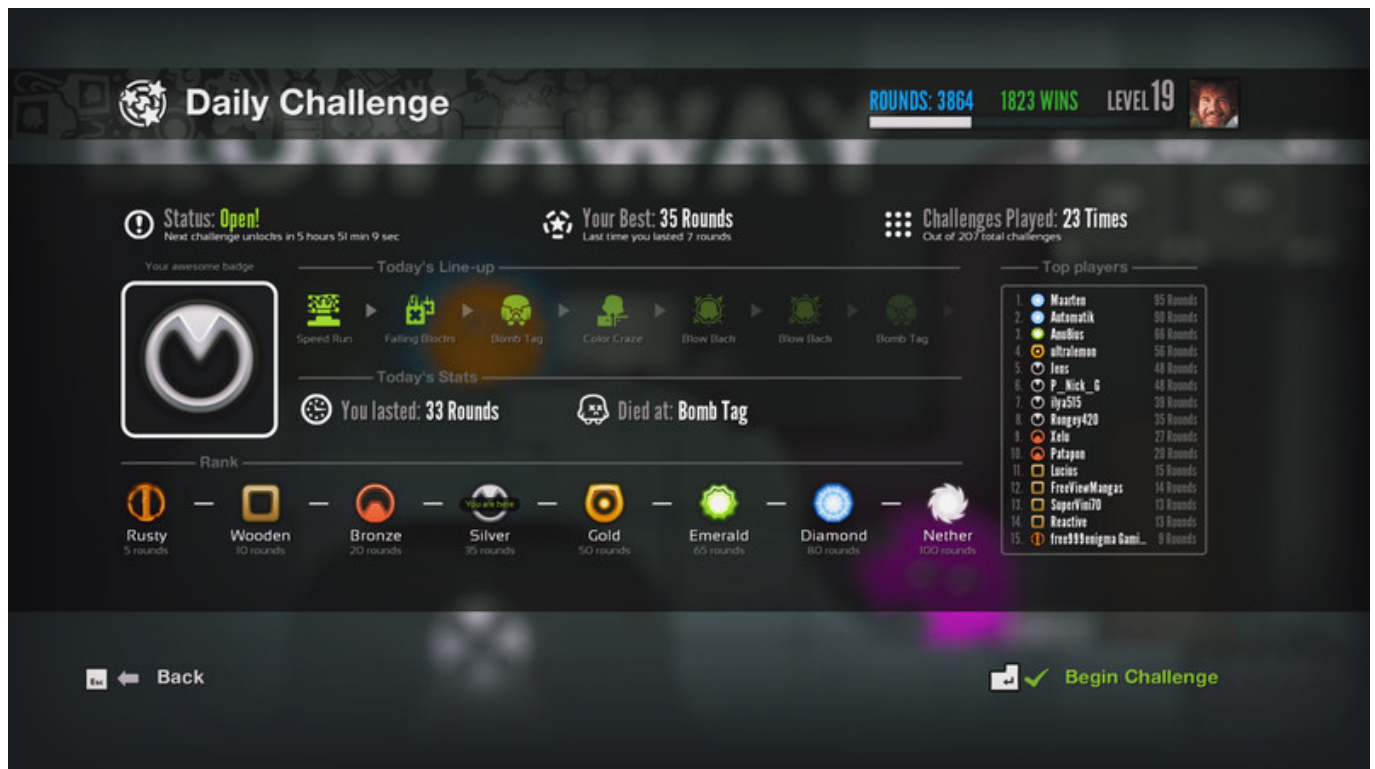 Daily Challenge
ROUNDS: 3864 1823 WINS LEVEL 19
BLOW AWAY
Status: Open!
Next challenge unlocks in 5 hours 51 min 9 sec
Your Best: 35 Rounds
Last time you lasted 7 rounds
Challenges Played: 23 Times
Out of 207 total challenges
Your awesome badge
Today's Line-up
Speed Run Falling Blocks Bomb Tag Color Craze Blow Back Blow Back Bomb Tag
Today's Stats
You lasted: 33 Rounds Died at: Bomb Tag
Top players
1. Maarten 95 Rounds
2. Automatik 90 Rounds
3. AnuBius 66 Rounds
4. ultralemon 56 Rounds
5. Jens 48 Rounds
6. P_Nick_G 48 Rounds
7. ilya515 39 Rounds
8. Rongey420 35 Rounds
9. Xelu 27 Rounds
10. Patapon 20 Rounds
11. Lucius 15 Rounds
12. FreeViewMangas 14 Rounds
13. SuperVini70 13 Rounds
14. Reactive 13 Rounds
15. free999enigma Gami... 9 Rounds
Rank
You are here
Rusty Wooden Bronze Silver Gold Emerald Diamond Nether
5 rounds 10 rounds 20 rounds 35 rounds 50 rounds 65 rounds 80 rounds 100 rounds
Esc Back
Begin Challenge